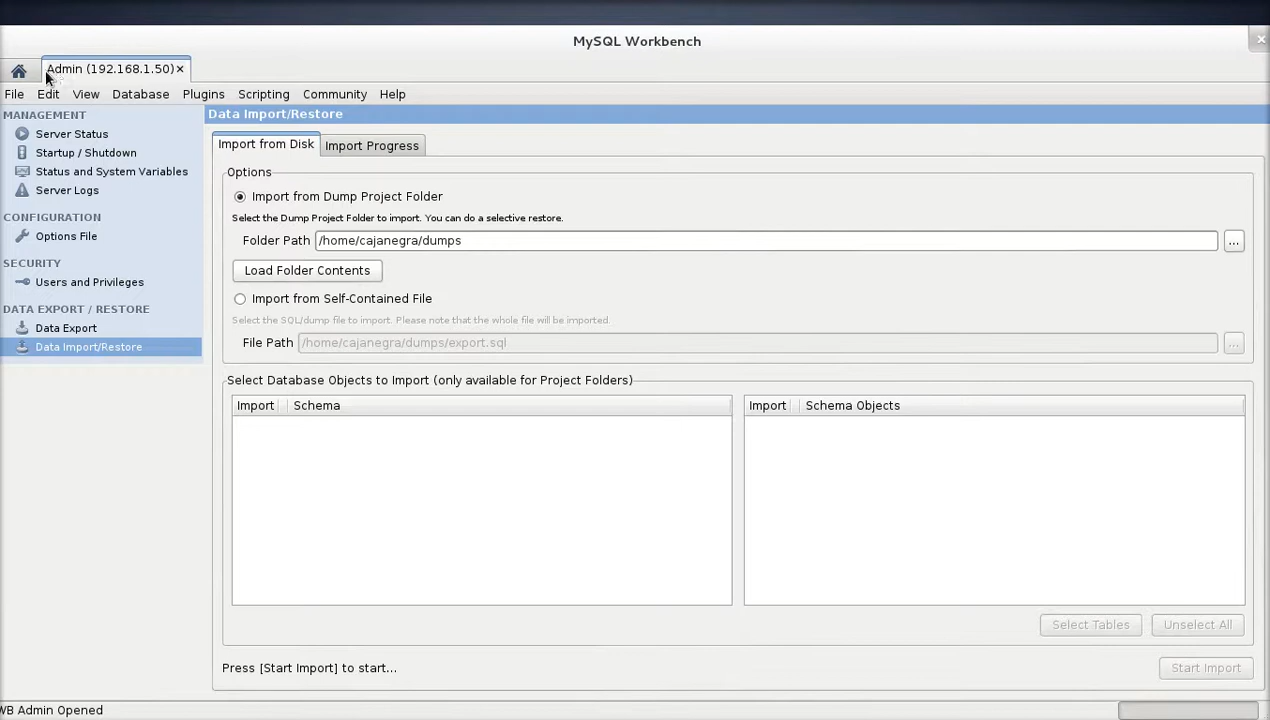 MySQL Workbench
Admin (192.168.1.50)
File Edit View Database Plugins Scripting Community Help
MANAGEMENT
Server Status
Startup / Shutdown
Status and System Variables
Server Logs
CONFIGURATION
Options File
SECURITY
Users and Privileges
DATA EXPORT / RESTORE
Data Export
Data Import/Restore
Data Import/Restore
Import from Disk Import Progress
Options
Import from Dump Project Folder
Select the Dump Project Folder to import. You can do a selective restore.
Folder Path /home/cajanegra/dumps ...
Load Folder Contents
Import from Self-Contained File
Select the SQL/dump file to import. Please note that the whole file will be imported.
File Path /home/cajanegra/dumps/export.sql ...
Select Database Objects to Import (only available for Project Folders)
Import Schema Import Schema Objects
Select Tables Unselect All
Press [Start Import] to start... Start Import
WB Admin Opened